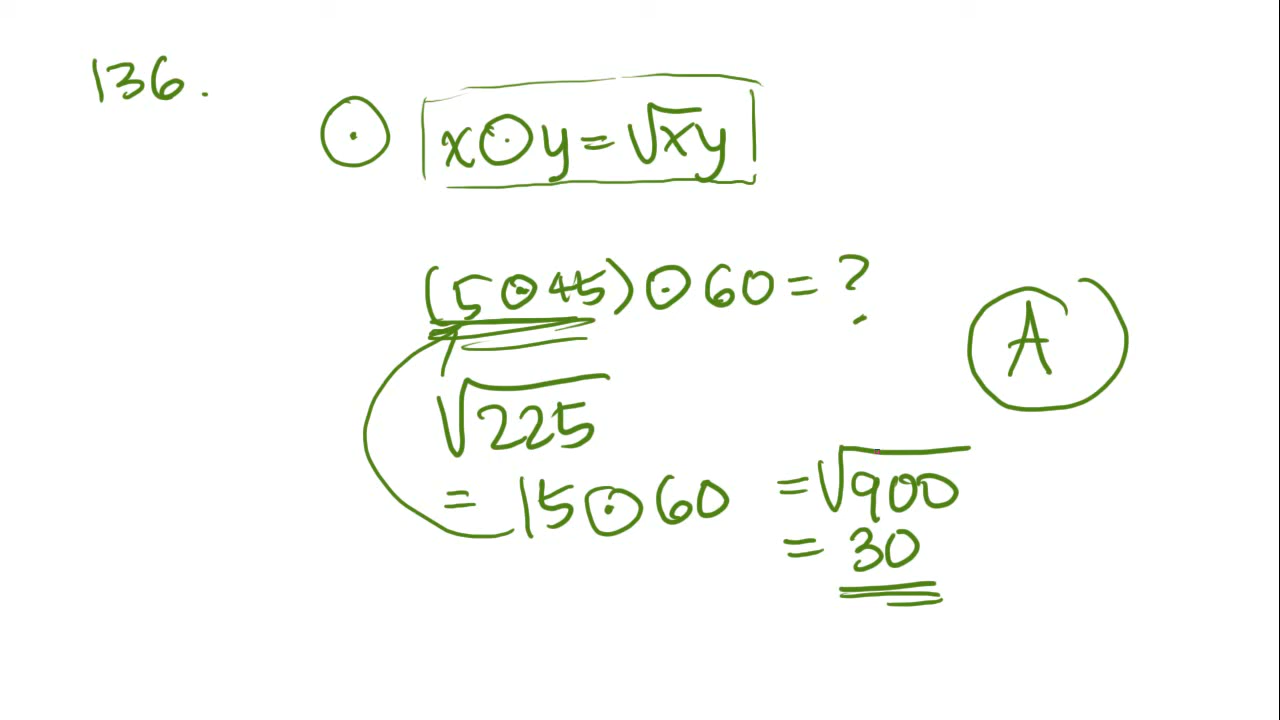 136.
⊙ x⊙y=√xy
(5⊙45)⊙60=?
A
√225
= 15⊙60 =√900
= 30